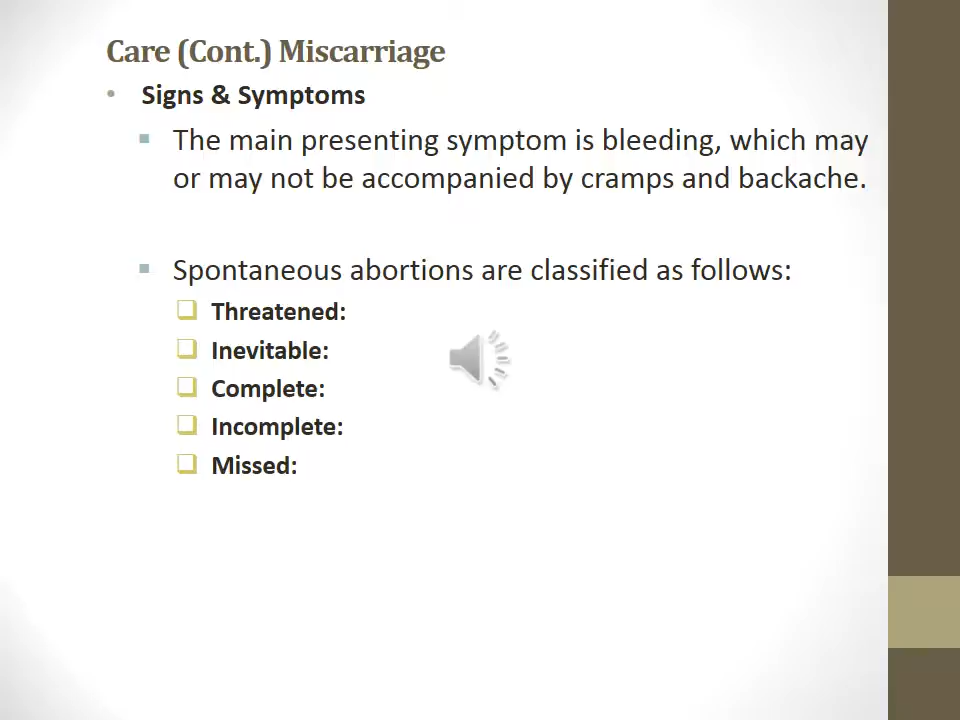 Care (Cont.) Miscarriage
Signs & Symptoms
The main presenting symptom is bleeding, which may
or may not be accompanied by cramps and backache.
Spontaneous abortions are classified as follows:
Threatened:
Inevitable:
Complete:
Incomplete:
Missed: